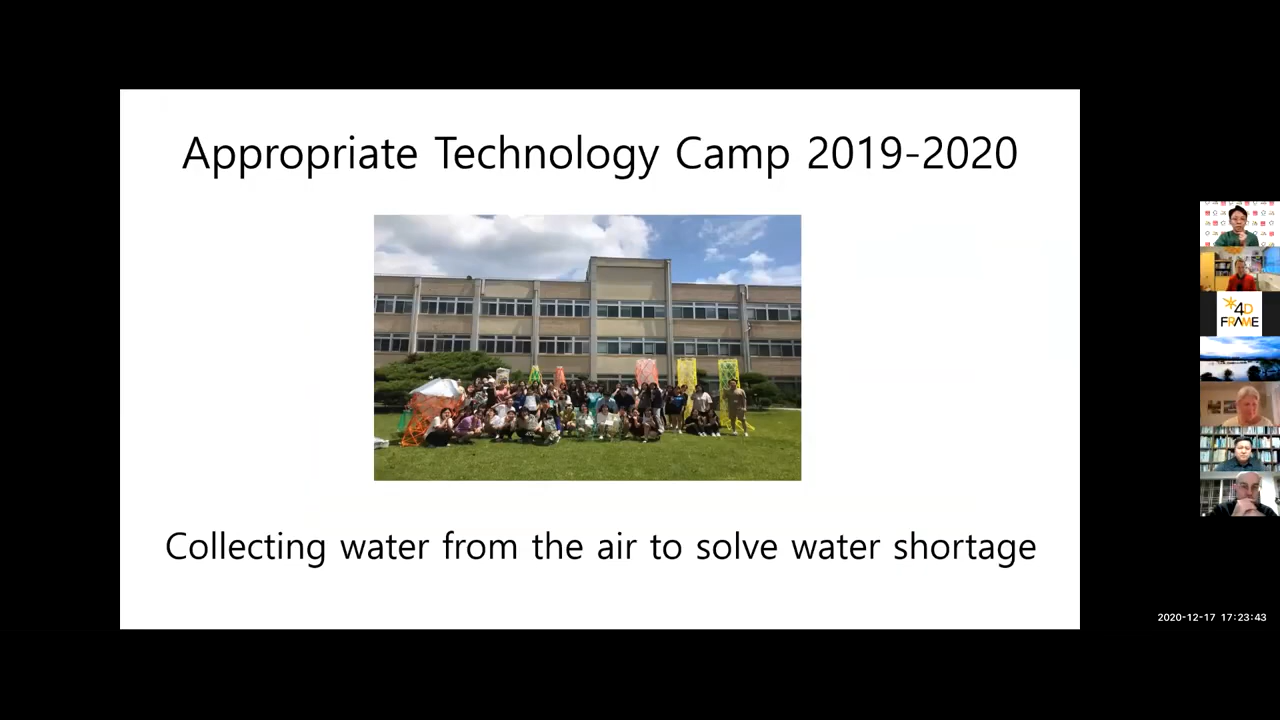 Appropriate Technology Camp 2019-2020
Collecting water from the air to solve water shortage
4D
FRAME
2020-12-17 17:23:43